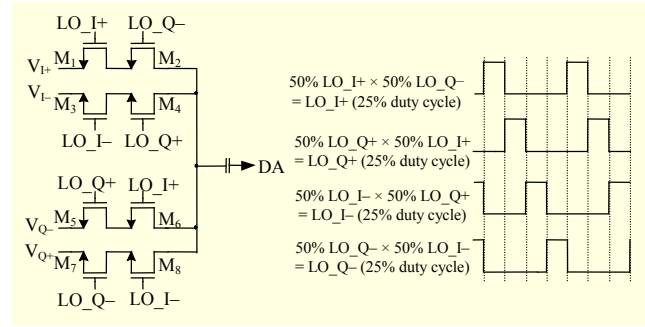 LO_I+ LO_Q–
V_I+ M_1 M_2
V_I– M_3 M_4
LO_I– LO_Q+
DA
LO_Q+ LO_I+
V_Q– M_5 M_6
V_Q+ M_7 M_8
LO_Q– LO_I–
50% LO_I+ × 50% LO_Q–
= LO_I+ (25% duty cycle)
50% LO_Q+ × 50% LO_I+
= LO_Q+ (25% duty cycle)
50% LO_I– × 50% LO_Q+
= LO_I– (25% duty cycle)
50% LO_Q– × 50% LO_I–
= LO_Q– (25% duty cycle)